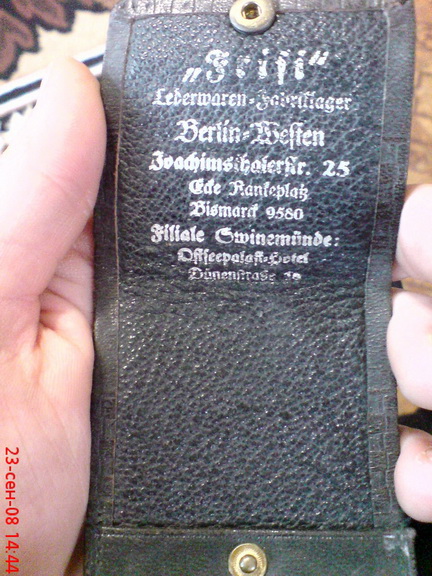 „Feifi“
Lederwaren-Fabriklager
Berlin-Westen
Joachimsthalerstr. 25
Ecke Rankeplatz
Bismarck 9580
Filiale Swinemünde:
Ostseepalast-Hotel
Dünenstraße
23-сен-08 14:44